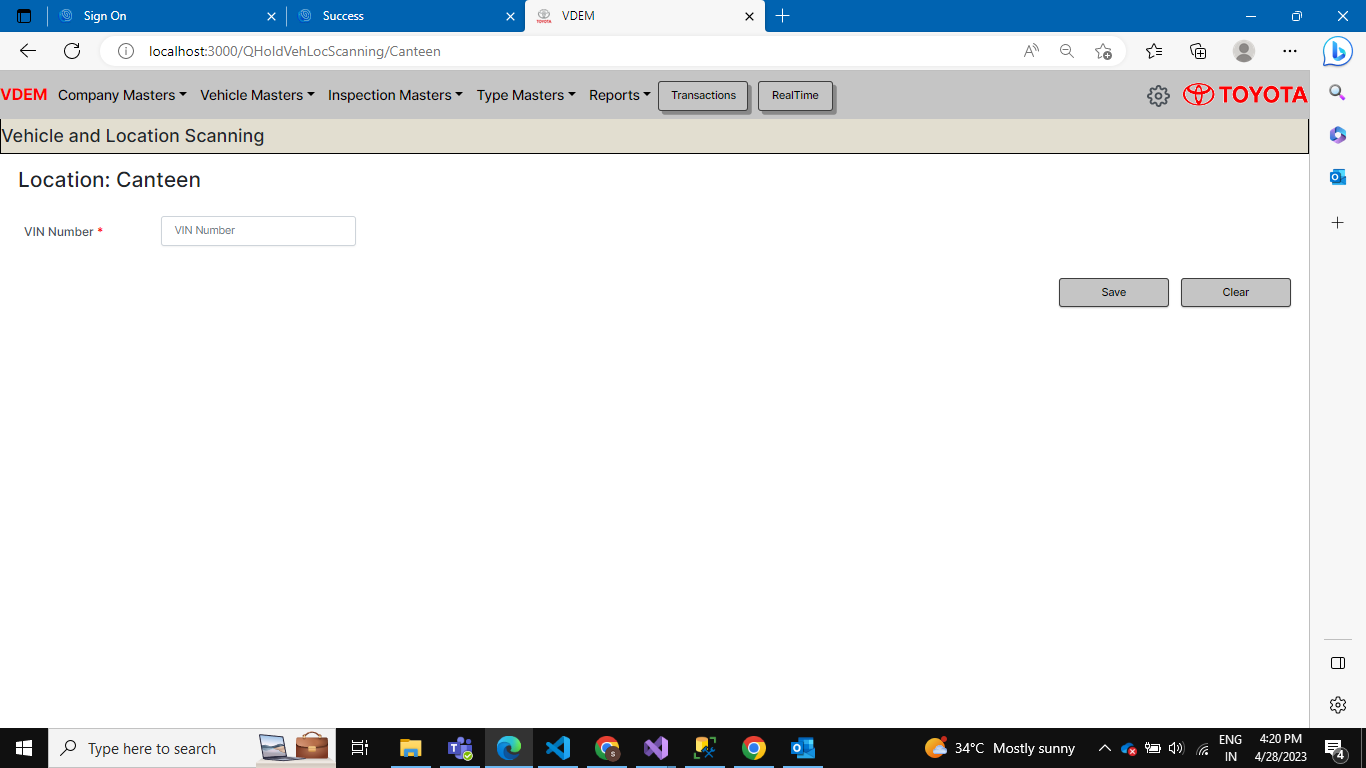 Sign On
Success
VDEM
localhost:3000/QHoldVehLocScanning/Canteen
VDEM Company Masters Vehicle Masters Inspection Masters Type Masters Reports Transactions RealTime TOYOTA
Vehicle and Location Scanning
Location: Canteen
VIN Number * VIN Number
Save Clear
Type here to search
34°C Mostly sunny
ENG
IN
4:20 PM
4/28/2023
4